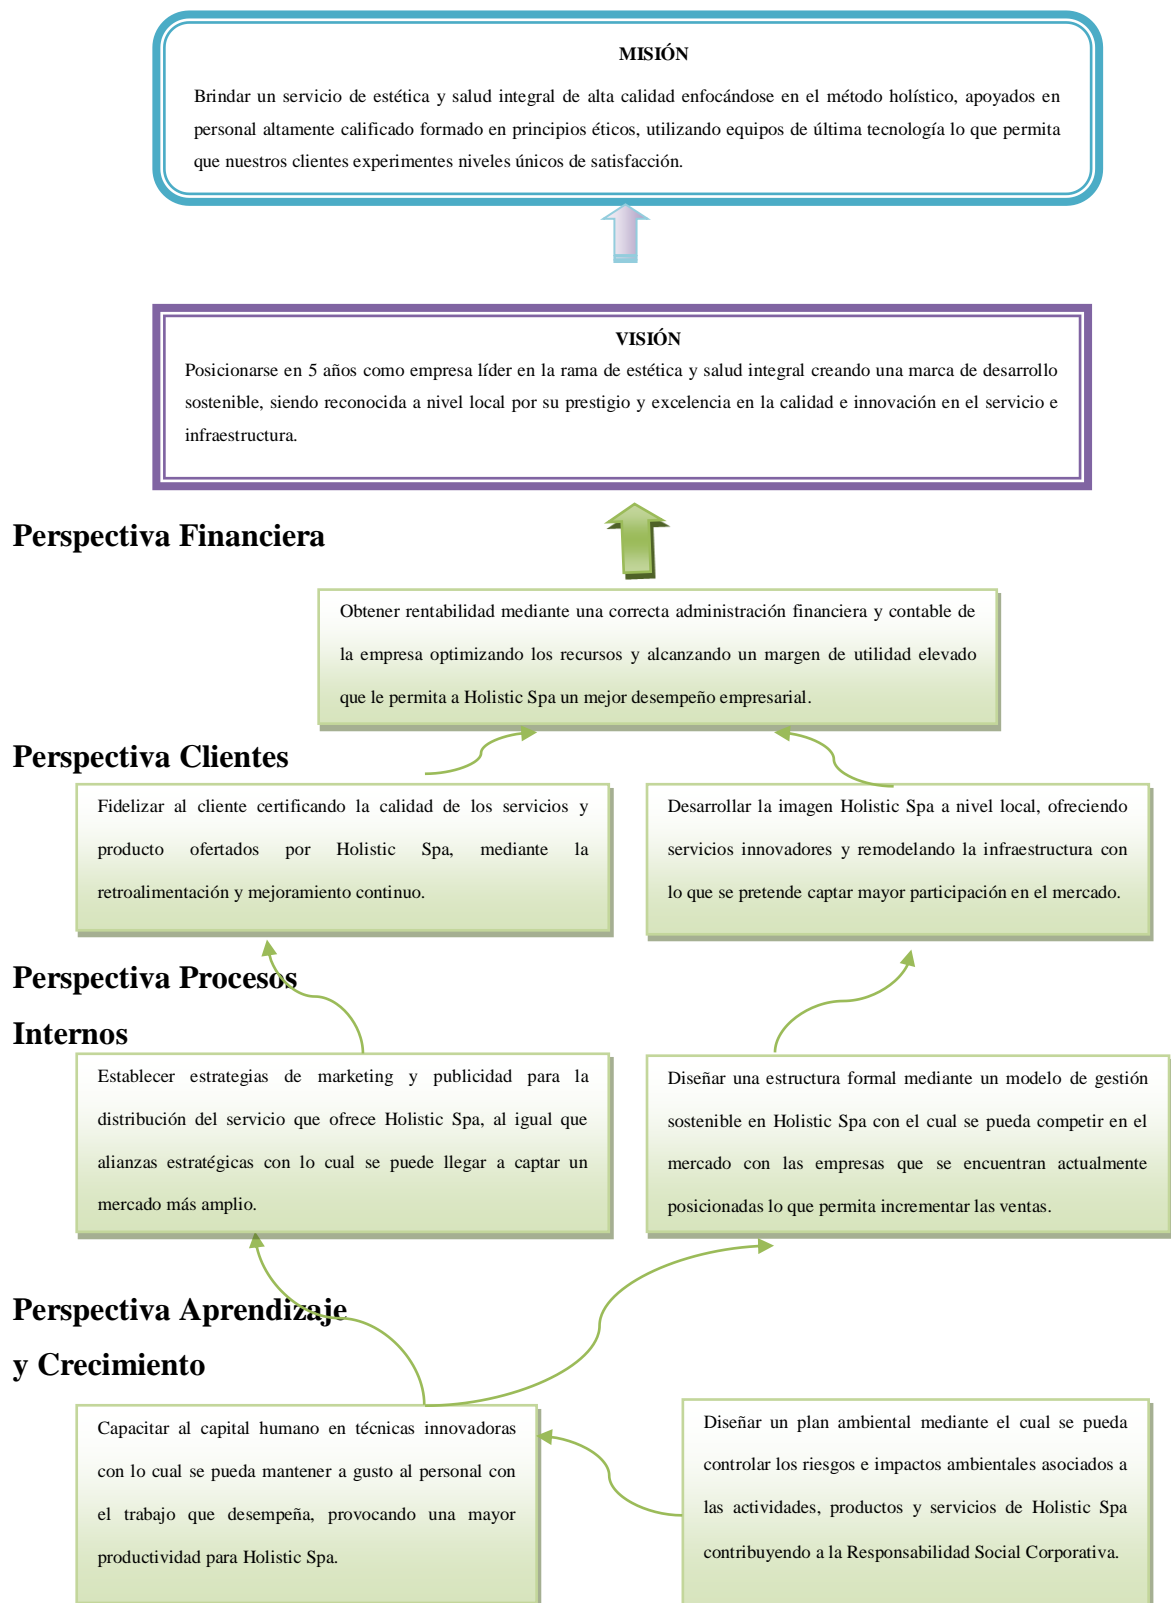 MISIÓN
Brindar un servicio de estética y salud integral de alta calidad enfocándose en el método holístico, apoyados en
personal altamente calificado formado en principios éticos, utilizando equipos de última tecnología lo que permita
que nuestros clientes experimentes niveles únicos de satisfacción.
VISIÓN
Posicionarse en 5 años como empresa líder en la rama de estética y salud integral creando una marca de desarrollo
sostenible, siendo reconocida a nivel local por su prestigio y excelencia en la calidad e innovación en el servicio e
infraestructura.
Perspectiva Financiera
Obtener rentabilidad mediante una correcta administración financiera y contable de
la empresa optimizando los recursos y alcanzando un margen de utilidad elevado
que le permita a Holistic Spa un mejor desempeño empresarial.
Perspectiva Clientes
Fidelizar al cliente certificando la calidad de los servicios y
producto ofertados por Holistic Spa, mediante la
retroalimentación y mejoramiento continuo.
Desarrollar la imagen Holistic Spa a nivel local, ofreciendo
servicios innovadores y remodelando la infraestructura con
lo que se pretende captar mayor participación en el mercado.
Perspectiva Procesos
Internos
Establecer estrategias de marketing y publicidad para la
distribución del servicio que ofrece Holistic Spa, al igual que
alianzas estratégicas con lo cual se puede llegar a captar un
mercado más amplio.
Diseñar una estructura formal mediante un modelo de gestión
sostenible en Holistic Spa con el cual se pueda competir en el
mercado con las empresas que se encuentran actualmente
posicionadas lo que permita incrementar las ventas.
Perspectiva Aprendizaje
y Crecimiento
Capacitar al capital humano en técnicas innovadoras
con lo cual se pueda mantener a gusto al personal con
el trabajo que desempeña, provocando una mayor
productividad para Holistic Spa.
Diseñar un plan ambiental mediante el cual se pueda
controlar los riesgos e impactos ambientales asociados a
las actividades, productos y servicios de Holistic Spa
contribuyendo a la Responsabilidad Social Corporativa.